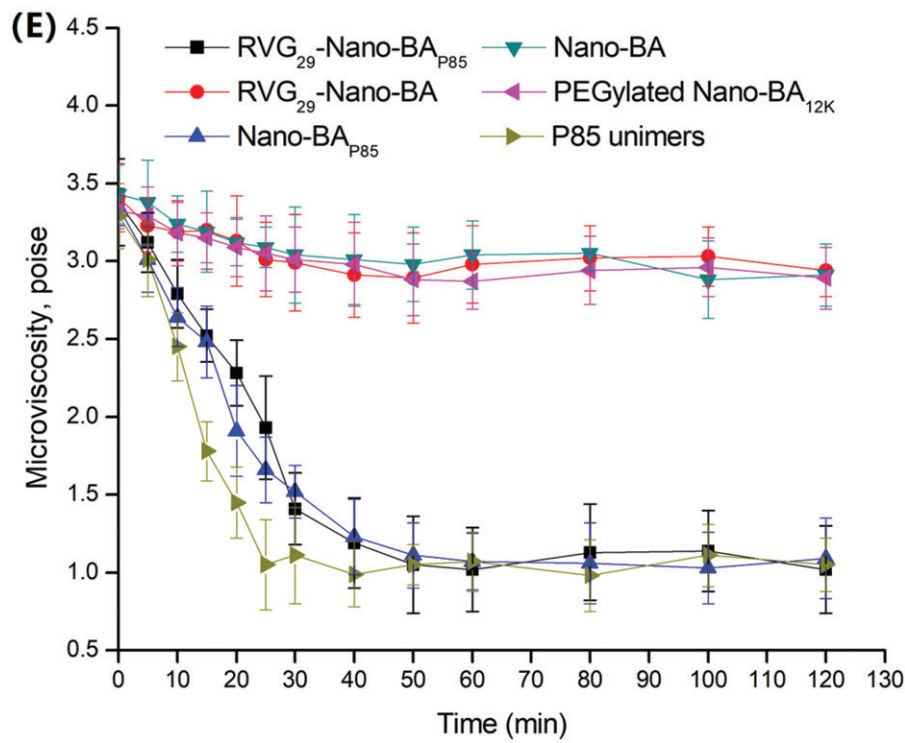 (E)
RVG29-Nano-BAP85
Nano-BA
RVG29-Nano-BA
PEGylated Nano-BA12K
Nano-BAP85
P85 unimers
4.5
4.0
3.5
3.0
2.5
2.0
1.5
1.0
0.5
Microviscosity, poise
0 10 20 30 40 50 60 70 80 90 100 110 120 130
Time (min)